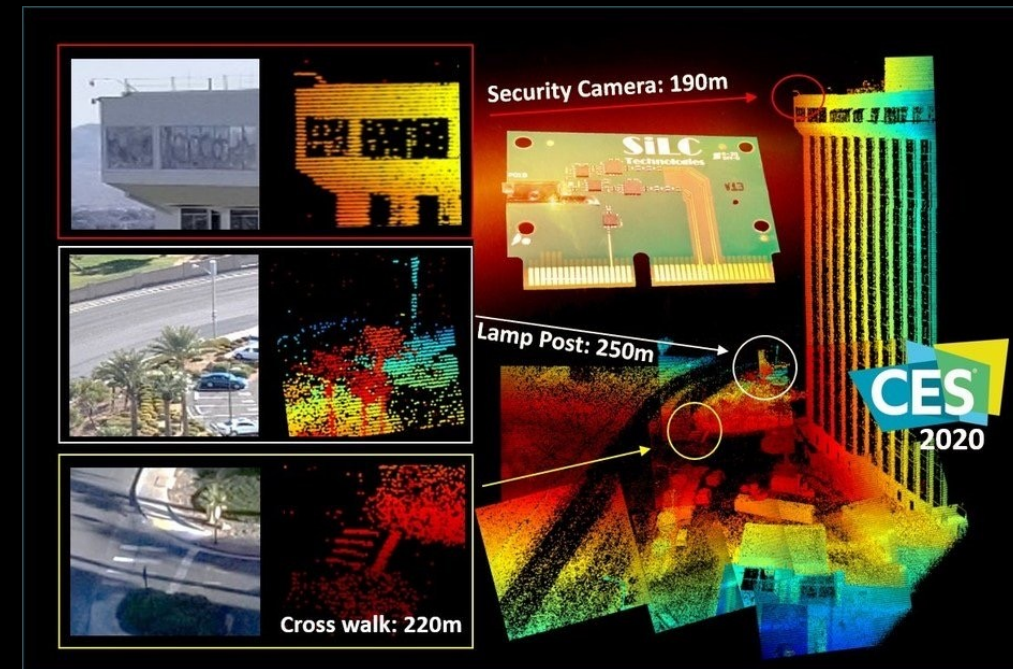 Security Camera: 190m
SiLC
Technologies
Lamp Post: 250m
CES
2020
Cross walk: 220m